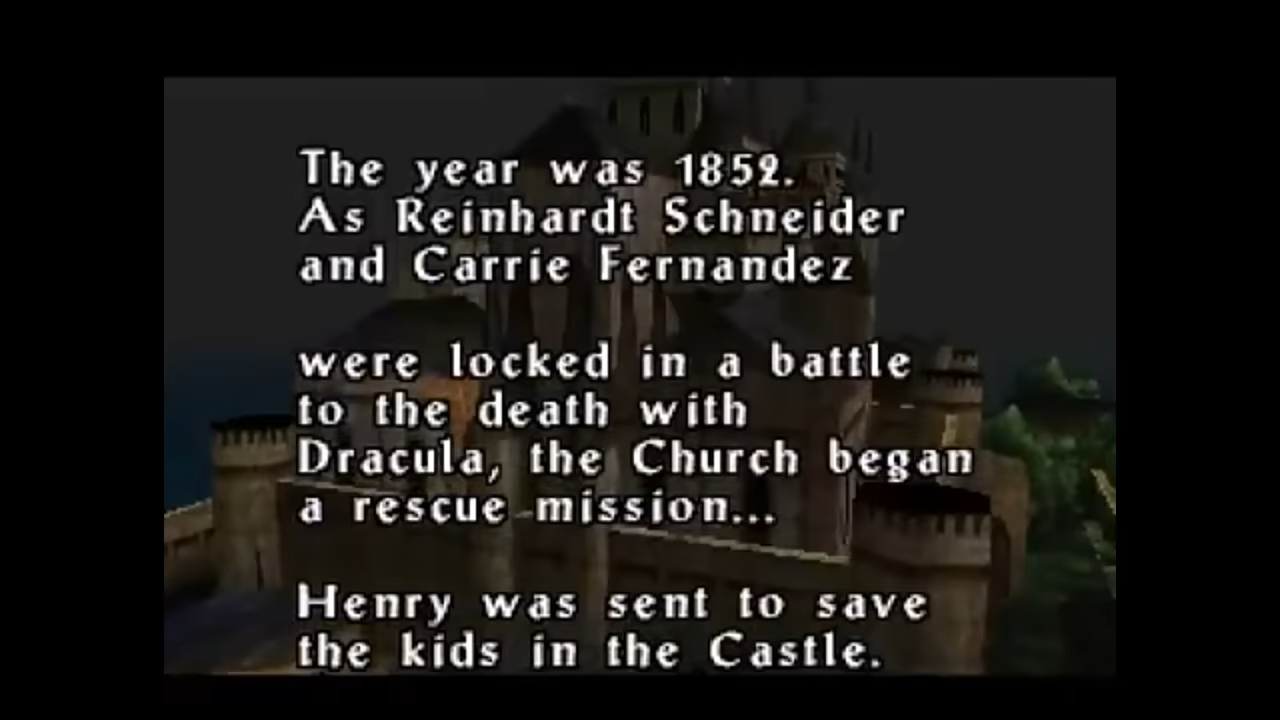 The year was 1852.
As Reinhardt Schneider
and Carrie Fernandez
were locked in a battle
to the death with
Dracula, the Church began
a rescue mission...
Henry was sent to save
the kids in the Castle.